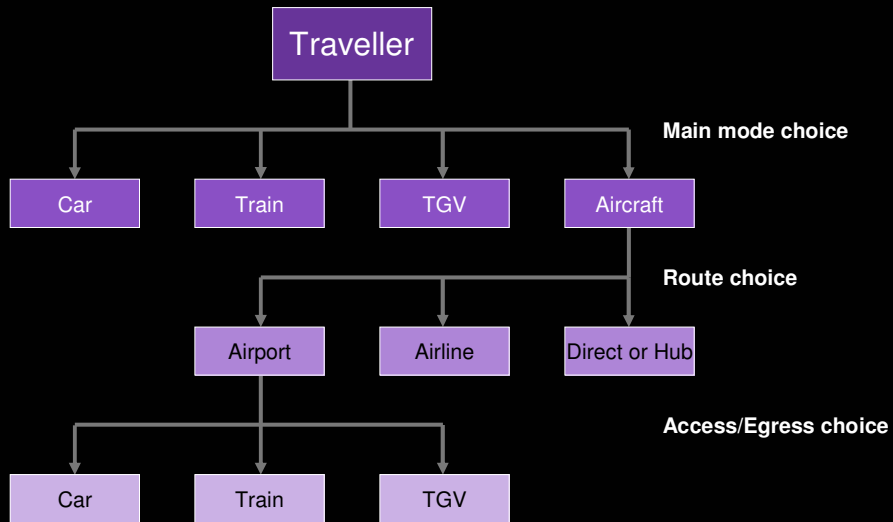 Traveller
Main mode choice
Car
Train
TGV
Aircraft
Route choice
Airport
Airline
Direct or Hub
Access/Egress choice
Car
Train
TGV